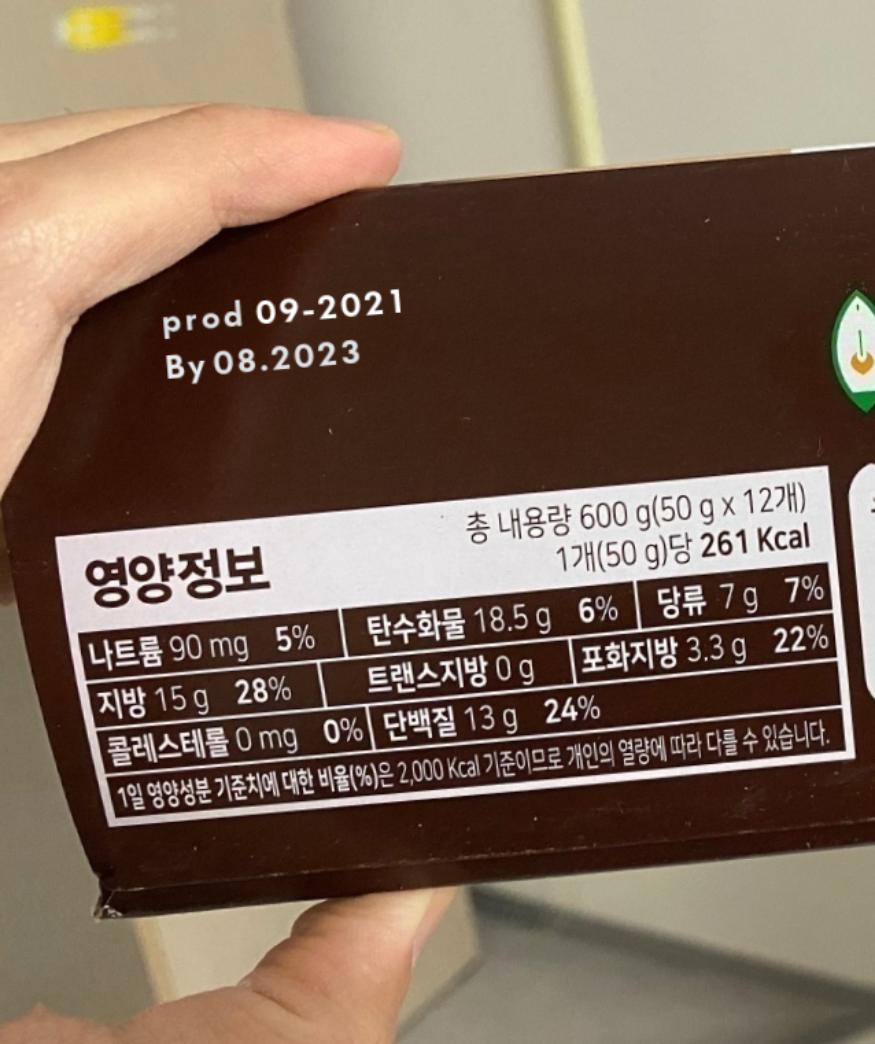 prod 09-2021
By 08.2023
영양정보
총 내용량 600 g(50 g x 12개)
1개(50 g)당 261 Kcal
나트륨 90 mg 5% 탄수화물 18.5 g 6% 당류 7 g 7%
지방 15 g 28% 트랜스지방 0 g 포화지방 3.3 g 22%
콜레스테롤 0 mg 0% 단백질 13 g 24%
1일 영양성분 기준치에 대한 비율(%)은 2,000 Kcal 기준이므로 개인의 열량에 따라 다를 수 있습니다.